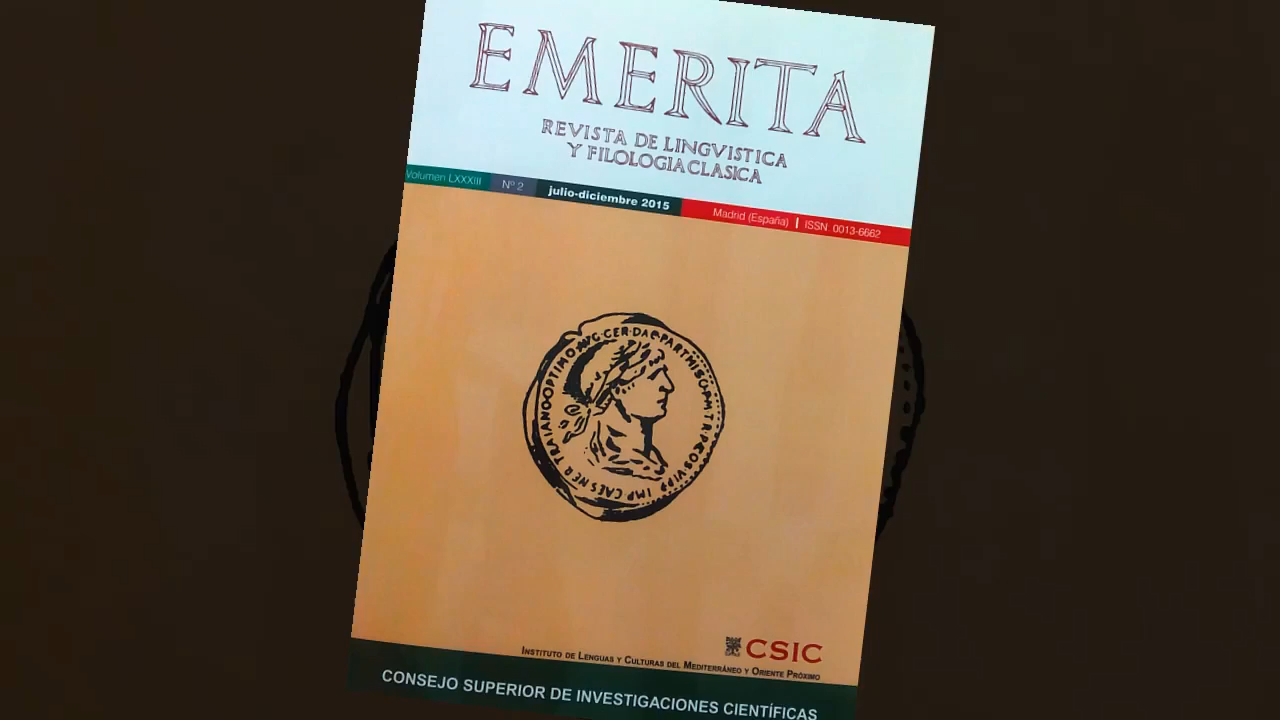 EMERITA
REVISTA DE LINGVISTICA
Y FILOLOGIA CLASICA
Volumen LXXXIII Nº 2 julio-diciembre 2015 Madrid (España) | ISSN: 0013-6662
IMP CAES NER TRAIANO OPTIMO AVG GER DAC PARTHICO P M TR P COS VI P P
CSIC
INSTITUTO DE LENGUAS Y CULTURAS DEL MEDITERRÁNEO Y ORIENTE PRÓXIMO
CONSEJO SUPERIOR DE INVESTIGACIONES CIENTÍFICAS